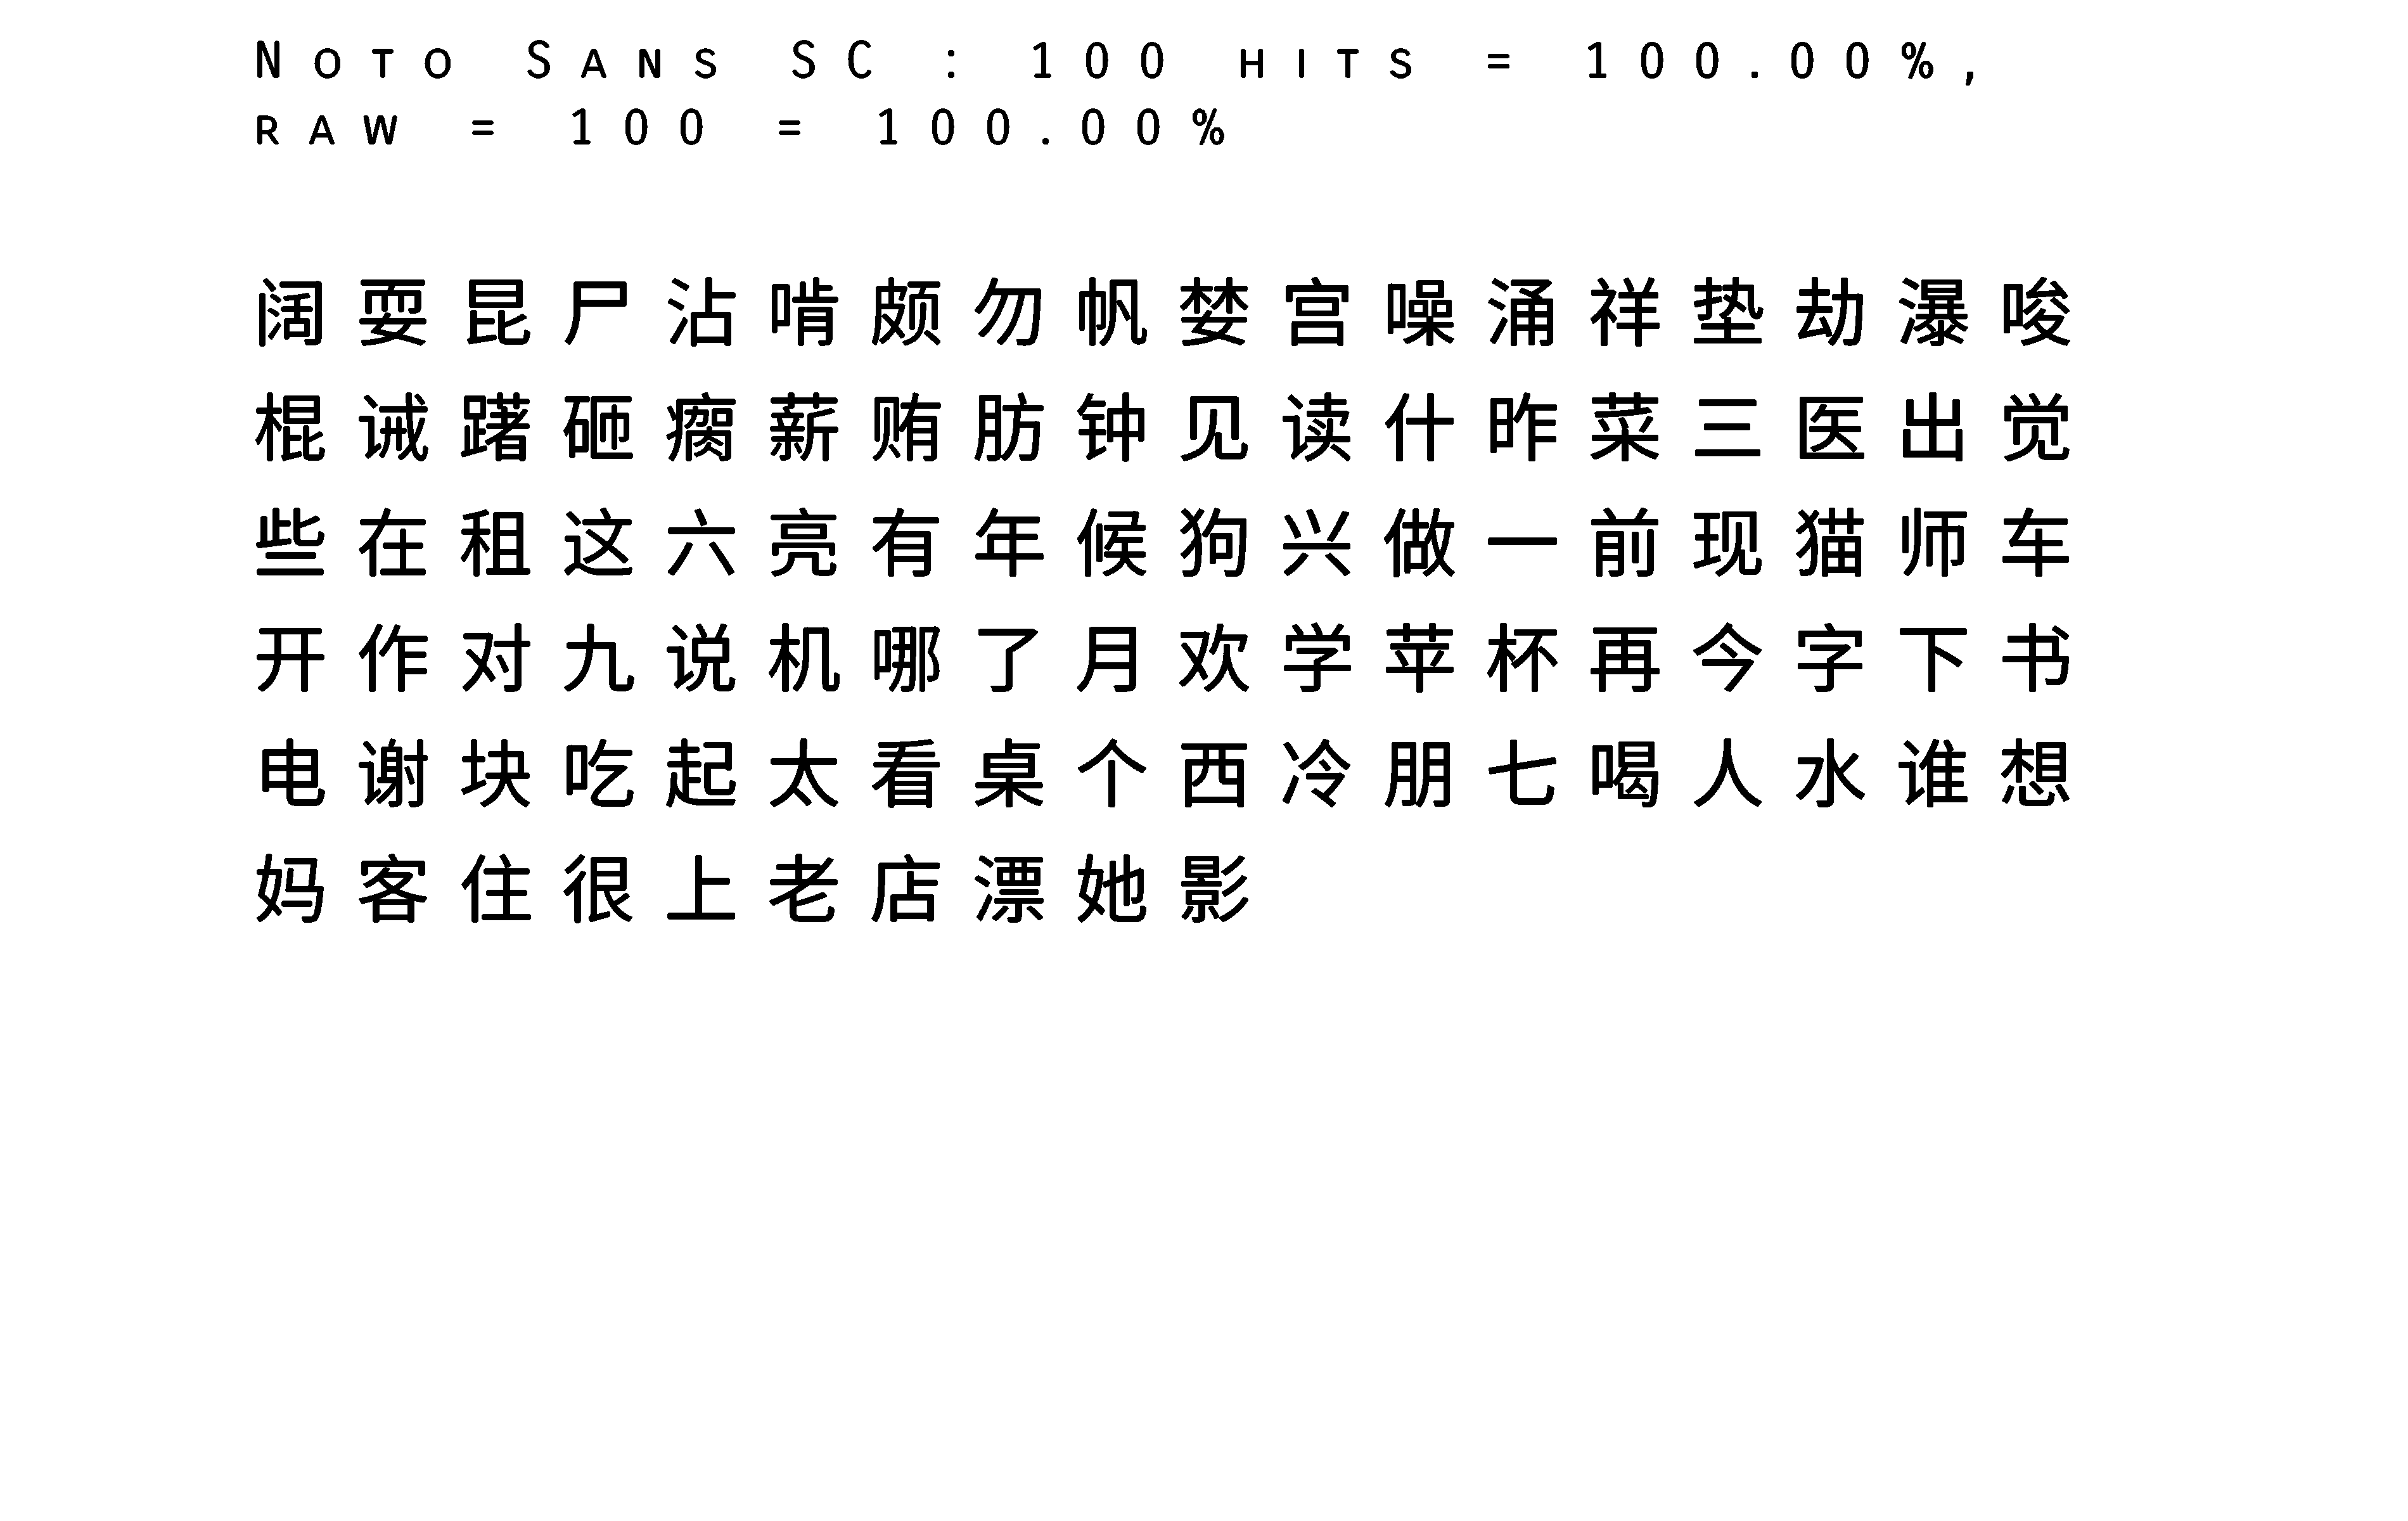 Noto Sans SC : 100 hits = 100.00%,
raw = 100 = 100.00%
阔耍昆尸沾啃颇勿帆婪宫噪涌祥垫劫瀑唆
棍诫躇砸瘸薪贿肪钟见读什昨菜三医出觉
些在租这六亮有年候狗兴做一前现猫师车
开作对九说机哪了月欢学苹杯再今字下书
电谢块吃起太看桌个西冷朋七喝人水谁想
妈客住很上老店漂她影